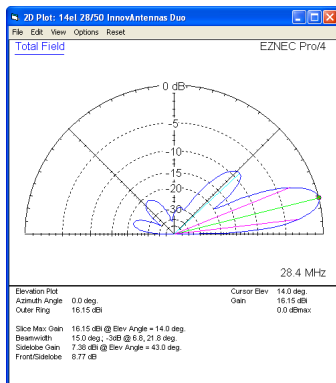 2D Plot: 14el 28/50 InnovAntennas Duo
File Edit View Options Reset
Total Field
EZNEC Pro/4
0 dB
-5
-10
-15
-20
-30
28.4 MHz
Elevation Plot
Cursor Elev 14.0 deg.
Azimuth Angle 0.0 deg.
Gain 16.15 dBi
Outer Ring 16.15 dBi
0.0 dBmax
Slice Max Gain 16.15 dBi @ Elev Angle = 14.0 deg.
Beamwidth 15.0 deg.; -3dB @ 6.8, 21.8 deg.
Sidelobe Gain 7.38 dBi @ Elev Angle = 43.0 deg.
Front/Sidelobe 8.77 dB